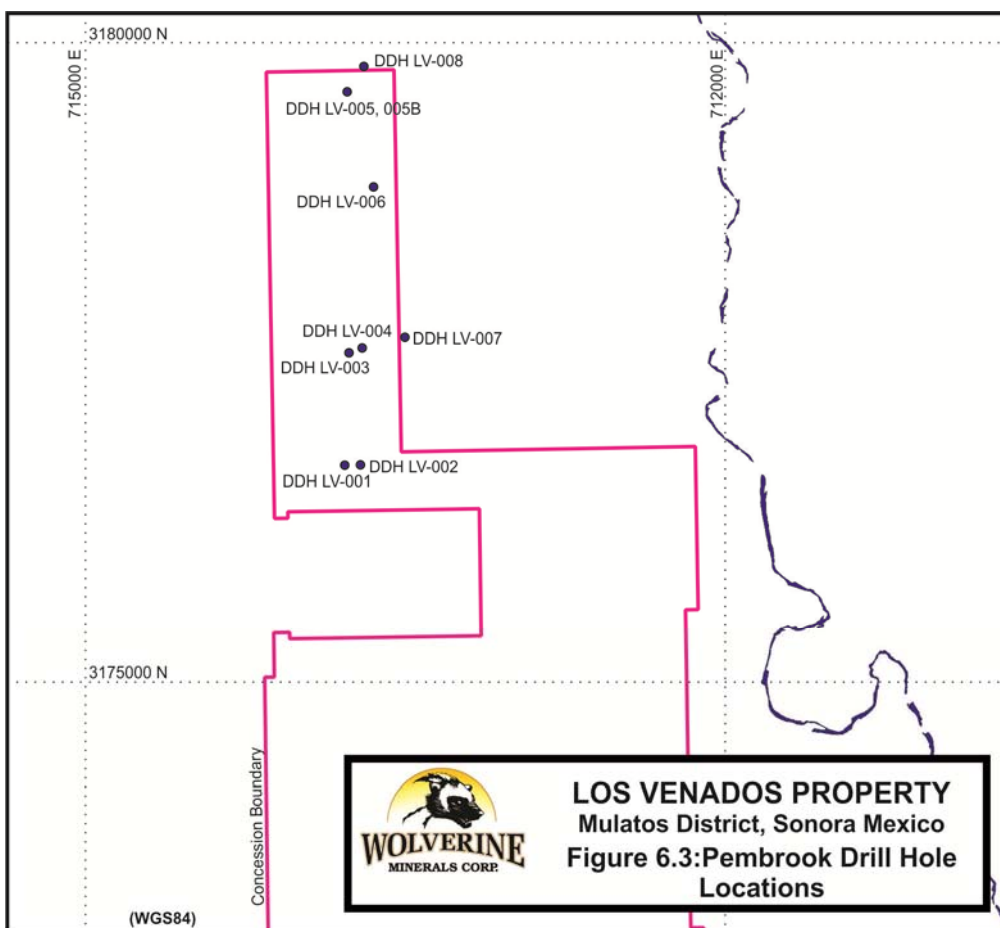 3180000 N
715000 E
712000 E
DDH LV-008
DDH LV-005, 005B
DDH LV-006
DDH LV-004
DDH LV-007
DDH LV-003
DDH LV-002
DDH LV-001
3175000 N
Concession Boundary
(WGS84)
WOLVERINE
MINERALS CORP.
LOS VENADOS PROPERTY
Mulatos District, Sonora Mexico
Figure 6.3:Pembrook Drill Hole
Locations